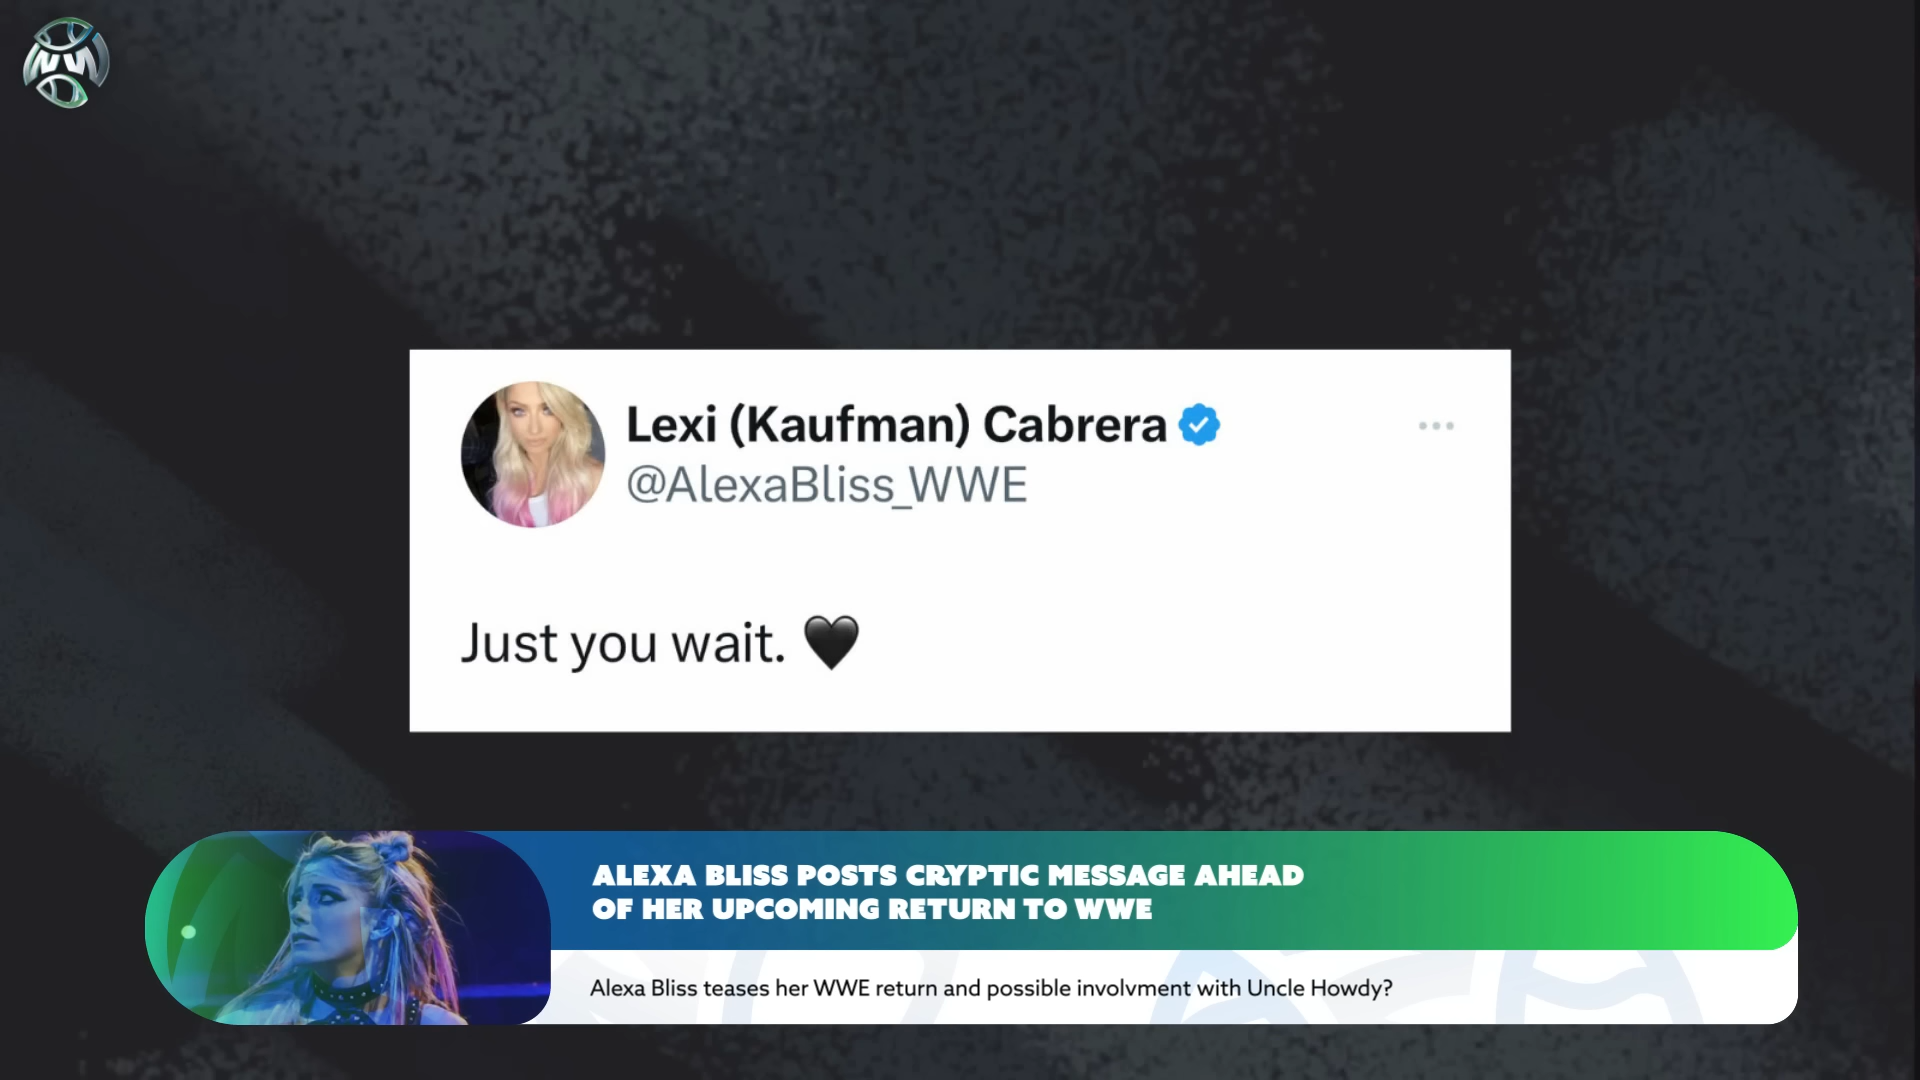 Lexi (Kaufman) Cabrera
@AlexaBliss_WWE
Just you wait. 🖤
ALEXA BLISS POSTS CRYPTIC MESSAGE AHEAD
OF HER UPCOMING RETURN TO WWE
Alexa Bliss teases her WWE return and possible involvment with Uncle Howdy?